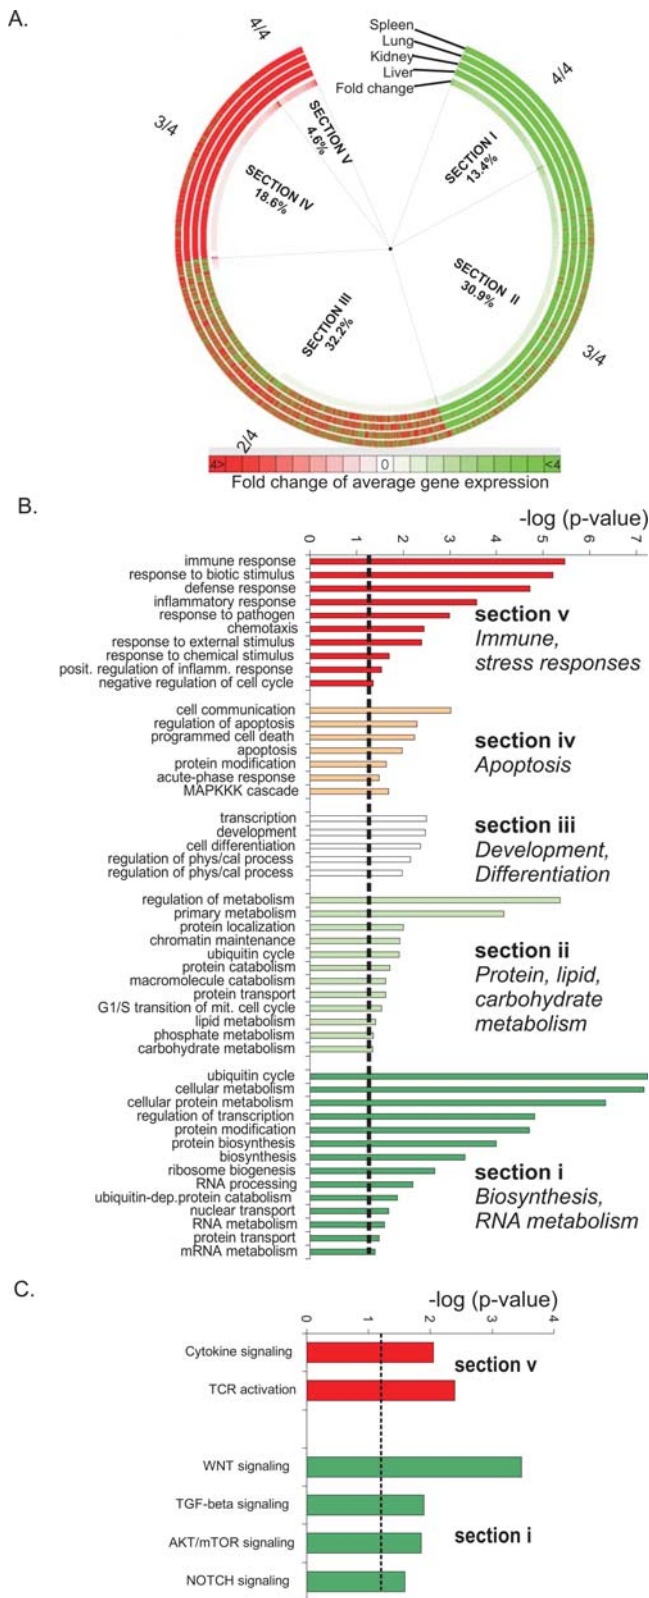 A.
Spleen
Lung
Kidney
Liver
Fold change
4/4
4/4
3/4
3/4
2/4
SECTION V
4.6%
SECTION I
13.4%
SECTION IV
18.6%
SECTION II
30.9%
SECTION III
32.2%
4> 0 <4
Fold change of average gene expression
B.
-log (p-value)
0 1 2 3 4 5 6 7
immune response
response to biotic stimulus
defense response
inflammatory response
response to pathogen
chemotaxis
response to external stimulus
response to chemical stimulus
posit. regulation of inflamm. response
negative regulation of cell cycle
section v
Immune,
stress responses
cell communication
regulation of apoptosis
programmed cell death
apoptosis
protein modification
acute-phase response
MAPKKK cascade
section iv
Apoptosis
transcription
development
cell differentiation
regulation of phys/cal process
regulation of phys/cal process
section iii
Development,
Differentiation
regulation of metabolism
primary metabolism
protein localization
chromatin maintenance
ubiquitin cycle
protein catabolism
macromolecule catabolism
protein transport
G1/S transition of mit. cell cycle
lipid metabolism
phosphate metabolism
carbohydrate metabolism
section ii
Protein, lipid,
carbohydrate
metabolism
ubiquitin cycle
cellular metabolism
cellular protein metabolism
regulation of transcription
protein modification
protein biosynthesis
biosynthesis
ribosome biogenesis
RNA processing
ubiquitin-dep.protein catabolism
nuclear transport
RNA metabolism
protein transport
mRNA metabolism
section i
Biosynthesis,
RNA metabolism
C.
-log (p-value)
0 1 2 3 4
Cytokine signaling
TCR activation
section v
WNT signaling
TGF-beta signaling
AKT/mTOR signaling
NOTCH signaling
section i